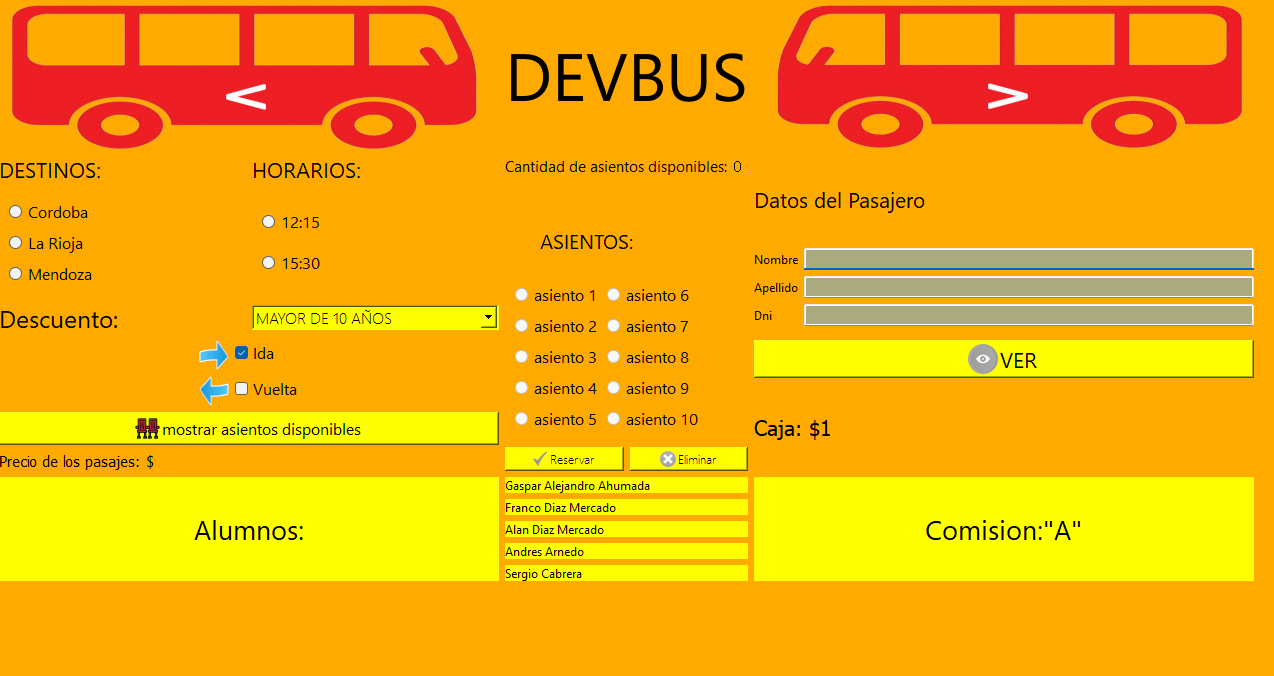 <
DEVBUS
>
DESTINOS:
Cordoba
La Rioja
Mendoza
HORARIOS:
12:15
15:30
Descuento:
MAYOR DE 10 AÑOS
Ida
Vuelta
mostrar asientos disponibles
Precio de los pasajes: $
Cantidad de asientos disponibles: 0
ASIENTOS:
asiento 1 asiento 6
asiento 2 asiento 7
asiento 3 asiento 8
asiento 4 asiento 9
asiento 5 asiento 10
Reservar Eliminar
Datos del Pasajero
Nombre
Apellido
Dni
VER
Caja: $1
Alumnos:
Gaspar Alejandro Ahumada
Franco Diaz Mercado
Alan Diaz Mercado
Andres Arnedo
Sergio Cabrera
Comision:"A"